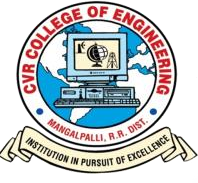 CVR COLLEGE OF ENGINEERING
MANGALPALLI, R.R. DIST.
INSTITUTION IN PURSUIT OF EXCELLENCE